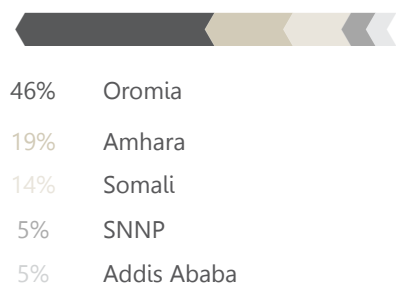 46% Oromia
19% Amhara
14% Somali
5% SNNP
5% Addis Ababa